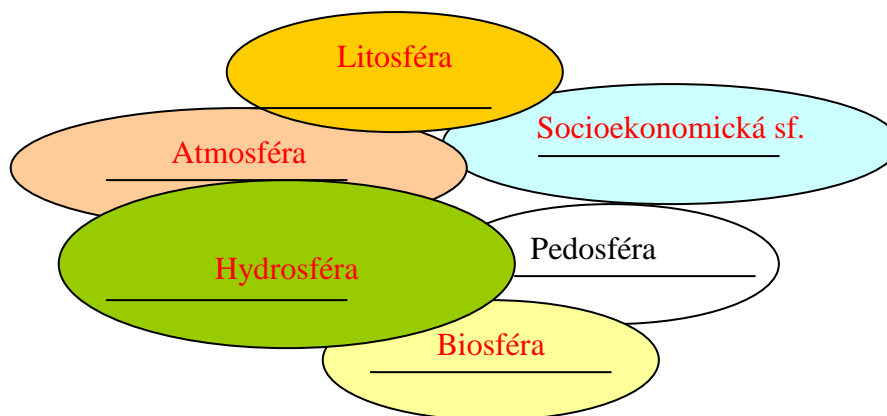 Litosféra
Socioekonomická sf.
Atmosféra
Pedosféra
Hydrosféra
Biosféra